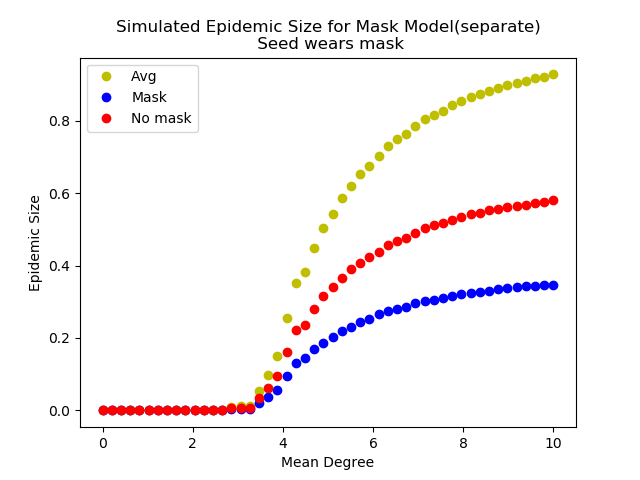 Simulated Epidemic Size for Mask Model(separate)
Seed wears mask
Avg
Mask
No mask
Epidemic Size
0.8
0.6
0.4
0.2
0.0
0 2 4 6 8 10
Mean Degree